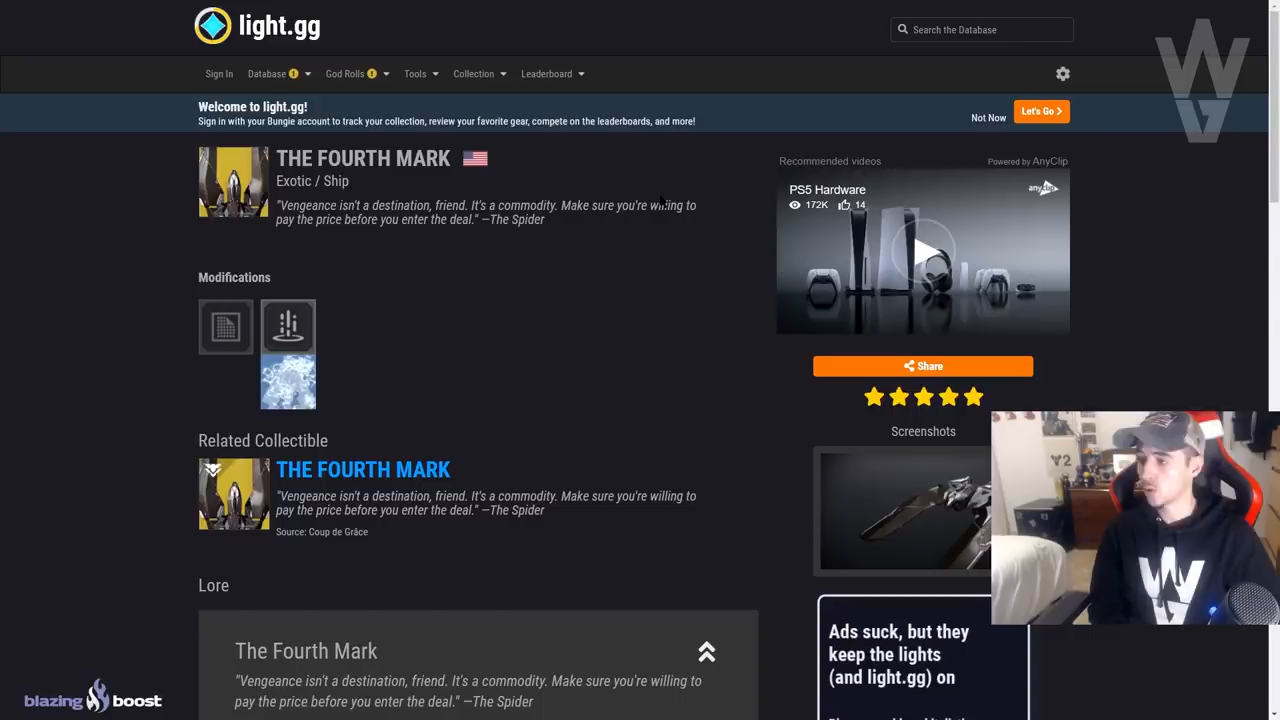 light.gg
Search the Database
Sign In
Database
God Rolls
Tools
Collection
Leaderboard
Welcome to light.gg!
Sign in with your Bungie account to track your collection, review your favorite gear, compete on the leaderboards, and more!
Not Now
Let's Go
THE FOURTH MARK
Exotic / Ship
"Vengeance isn't a destination, friend. It's a commodity. Make sure you're willing to
pay the price before you enter the deal." —The Spider
Recommended videos
Powered by AnyClip
PS5 Hardware
anyclip
172K
14
Modifications
Share
Screenshots
Related Collectible
THE FOURTH MARK
"Vengeance isn't a destination, friend. It's a commodity. Make sure you're willing to
pay the price before you enter the deal." —The Spider
Source: Coup de Grâce
Lore
The Fourth Mark
"Vengeance isn't a destination, friend. It's a commodity. Make sure you're willing to
pay the price before you enter the deal." —The Spider
Ads suck, but they
keep the lights
(and light.gg) on
WG
WG
blazing boost